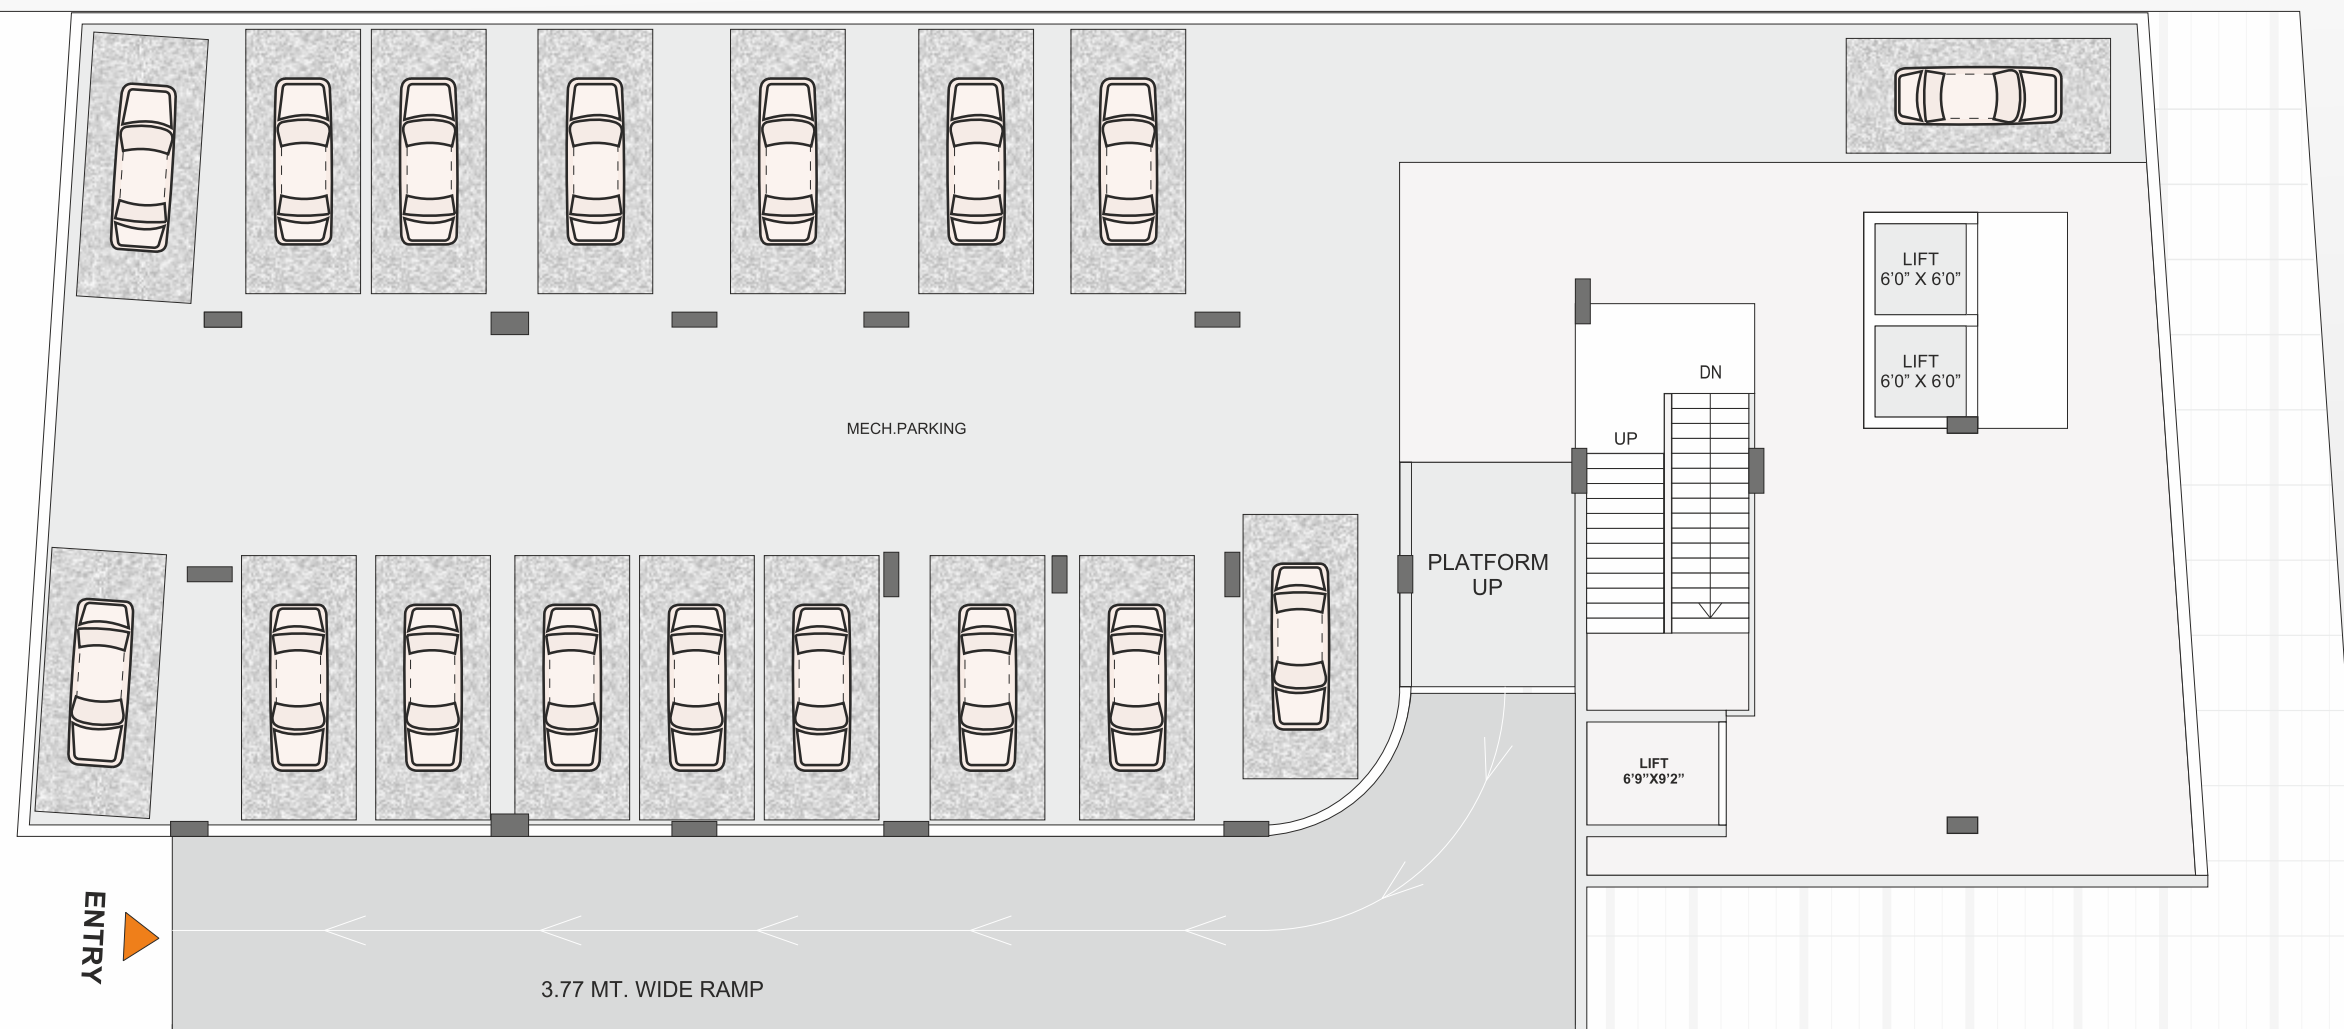 LIFT
6'0" X 6'0"
LIFT
6'0" X 6'0"
DN
UP
MECH.PARKING
PLATFORM
UP
LIFT
6'9"X9'2"
ENTRY
3.77 MT. WIDE RAMP